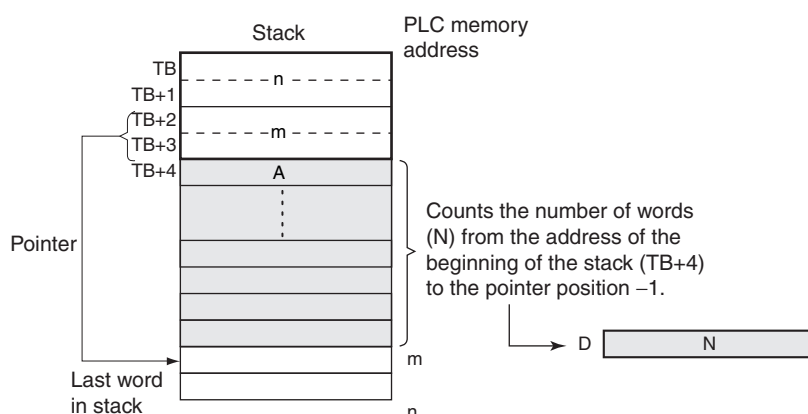 Stack
PLC memory
address
TB
n
TB+1
TB+2
m
TB+3
TB+4
A
Pointer
Counts the number of words
(N) from the address of the
beginning of the stack (TB+4)
to the pointer position −1.
D
N
m
Last word
in stack
n